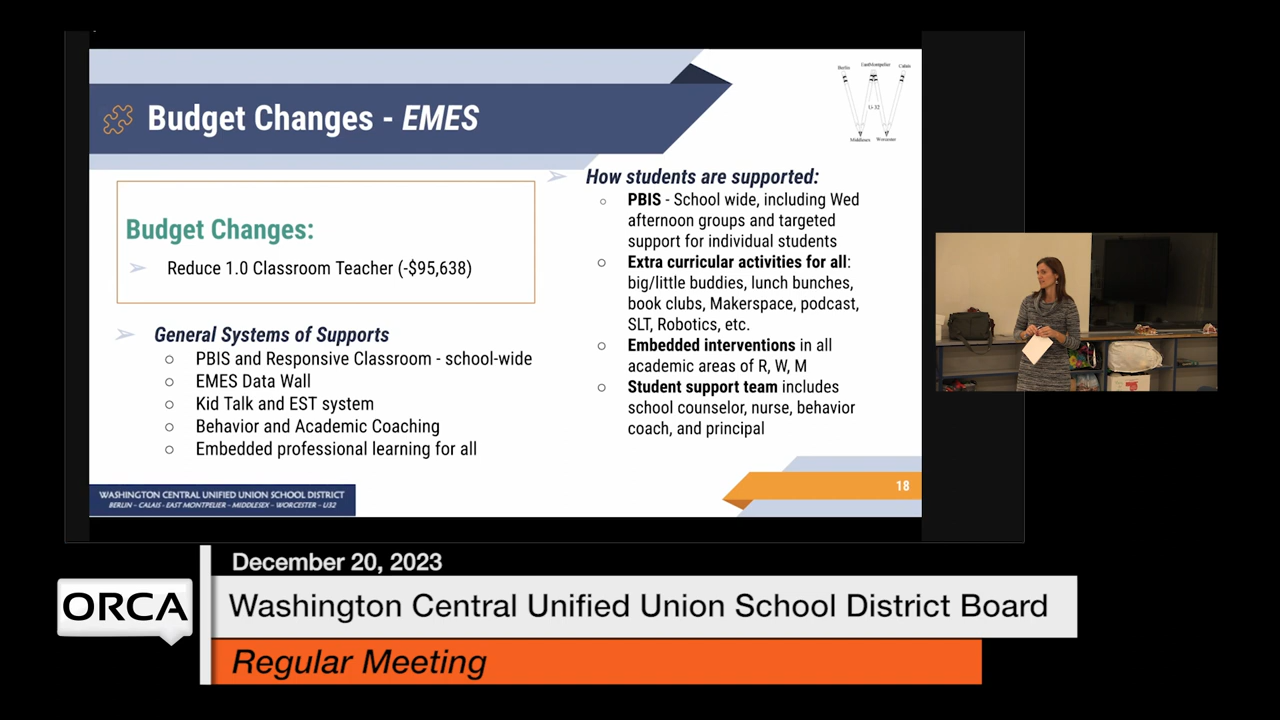 Budget Changes - EMES
Berlin
EastMontpelier
Calais
U-32
Middlesex
Worcester
Budget Changes:
Reduce 1.0 Classroom Teacher (-$95,638)
General Systems of Supports
PBIS and Responsive Classroom - school-wide
EMES Data Wall
Kid Talk and EST system
Behavior and Academic Coaching
Embedded professional learning for all
How students are supported:
PBIS - School wide, including Wed
afternoon groups and targeted
support for individual students
Extra curricular activities for all:
big/little buddies, lunch bunches,
book clubs, Makerspace, podcast,
SLT, Robotics, etc.
Embedded interventions in all
academic areas of R, W, M
Student support team includes
school counselor, nurse, behavior
coach, and principal
WASHINGTON CENTRAL UNIFIED UNION SCHOOL DISTRICT
BERLIN – CALAIS - EAST MONTPELIER – MIDDLESEX – WORCESTER – U32
18
December 20, 2023
ORCA
Washington Central Unified Union School District Board
Regular Meeting